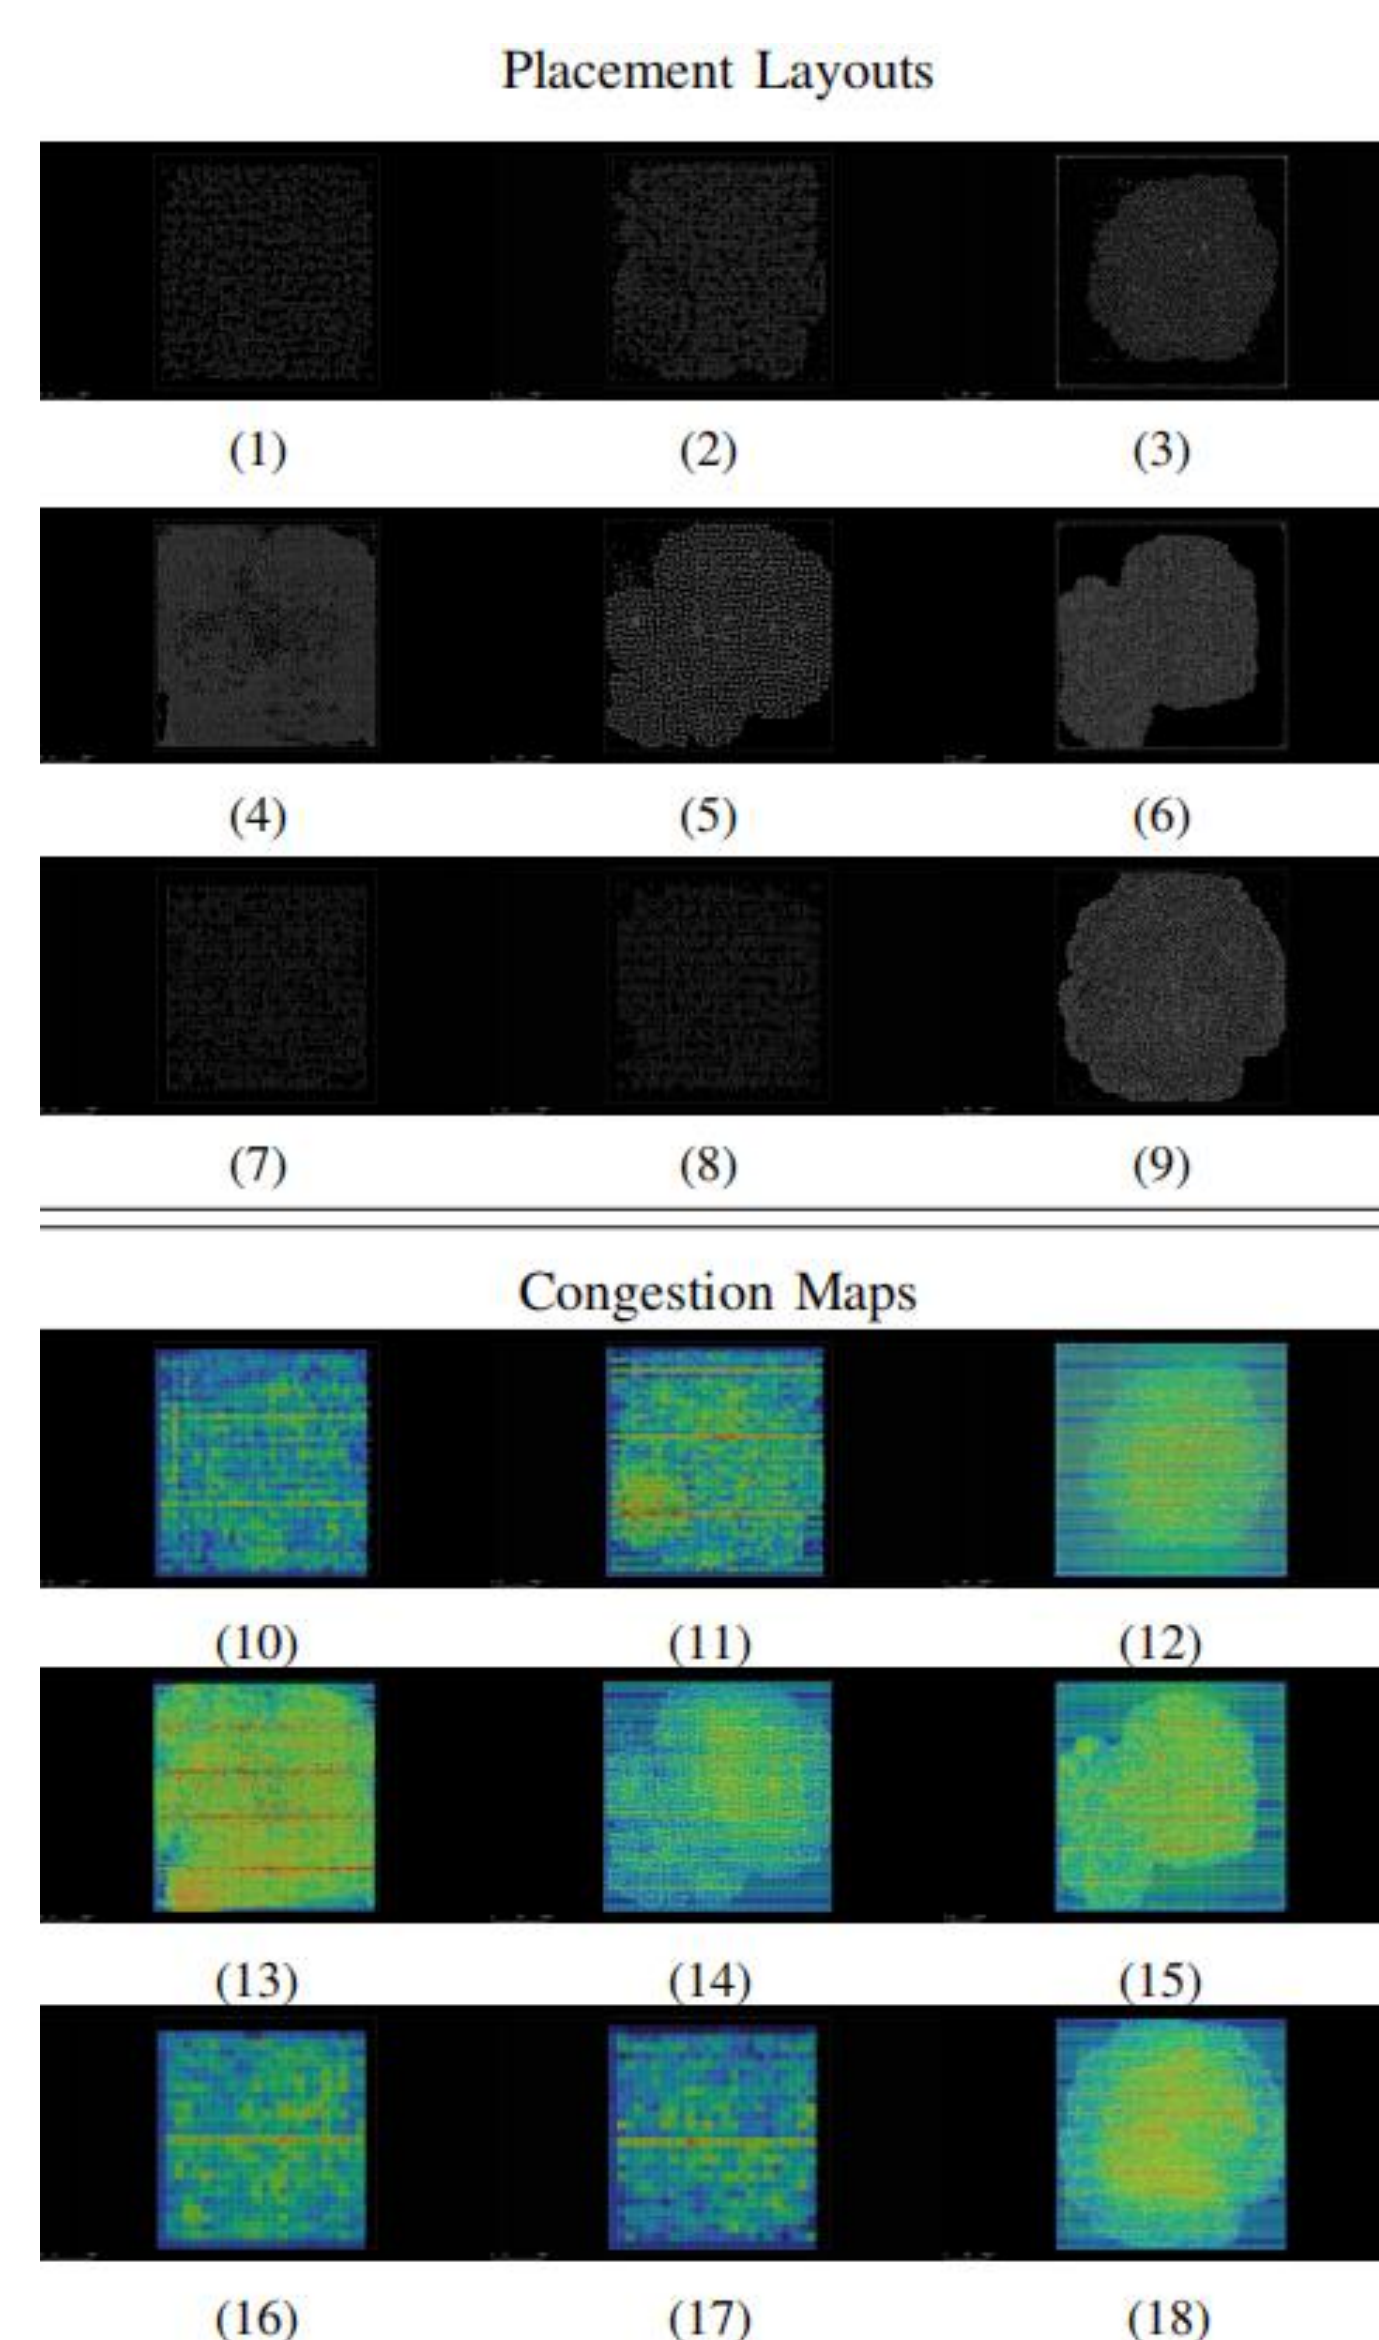 Placement Layouts
(1) (2) (3)
(4) (5) (6)
(7) (8) (9)
Congestion Maps
(10) (11) (12)
(13) (14) (15)
(16) (17) (18)